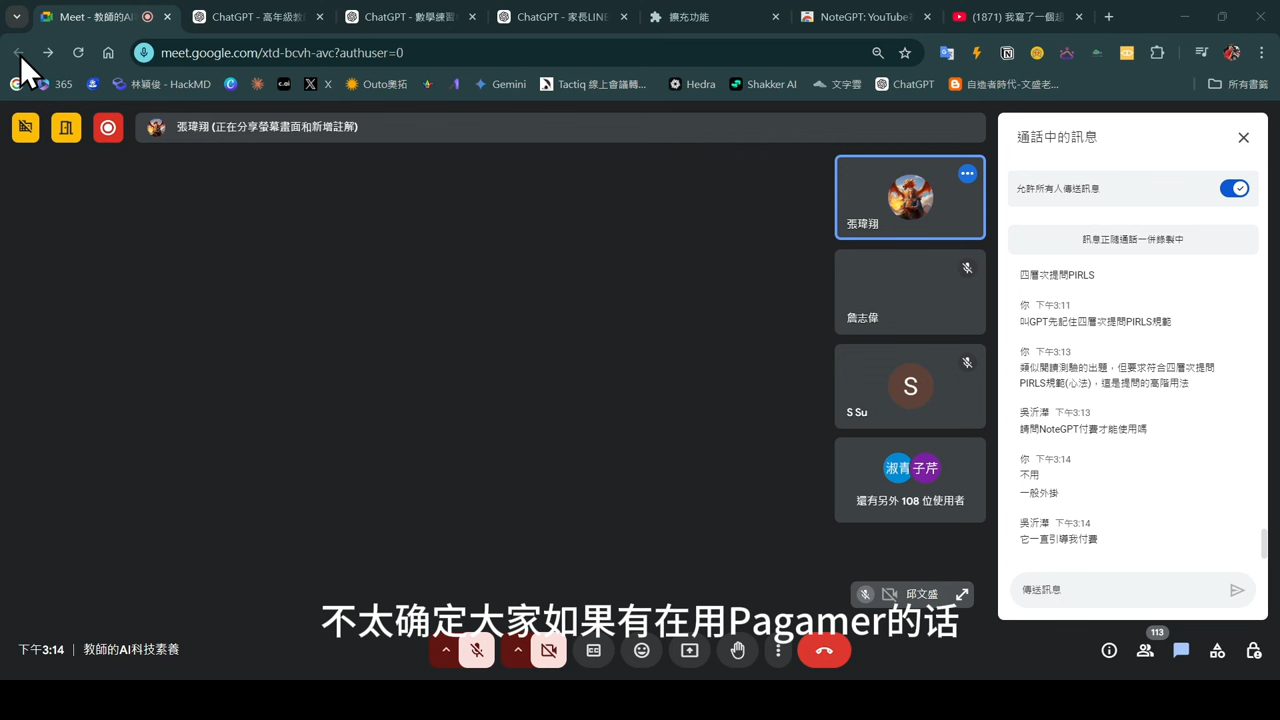 Meet - 教師的AI
ChatGPT - 高年級教
ChatGPT - 數學練習
ChatGPT - 家長LINE
擴充功能
NoteGPT: YouTube
(1871) 我寫了一個超
meet.google.com/xtd-bcvh-avc?authuser=0
365
林穎俊 - HackMD
c.ai
X
Outo奧拓
Gemini
Tactiq 線上會議轉...
Hedra
Shakker AI
文字雲
ChatGPT
自造者時代-文盛老...
所有書籤
張瑋翔 (正在分享螢幕畫面和新增註解)
張瑋翔
詹志偉
S
S Su
淑青
子芹
還有另外 108 位使用者
邱文盛
通話中的訊息
允許所有人傳送訊息
訊息正隨通話一併錄製中
四層次提問PIRLS
你 下午3:11
叫GPT先記住四層次提問PIRLS規範
你 下午3:13
類似閱讀測驗的出題，但要求符合四層次提問
PIRLS規範(心法)，這是提問的高階用法
吳沂澕 下午3:13
請問NoteGPT付費才能使用嗎
你 下午3:14
不用
一般外掛
吳沂澕 下午3:14
它一直引導我付費
傳送訊息
不太确定大家如果有在用Pagamer的话
下午3:14
教師的AI科技素養
113